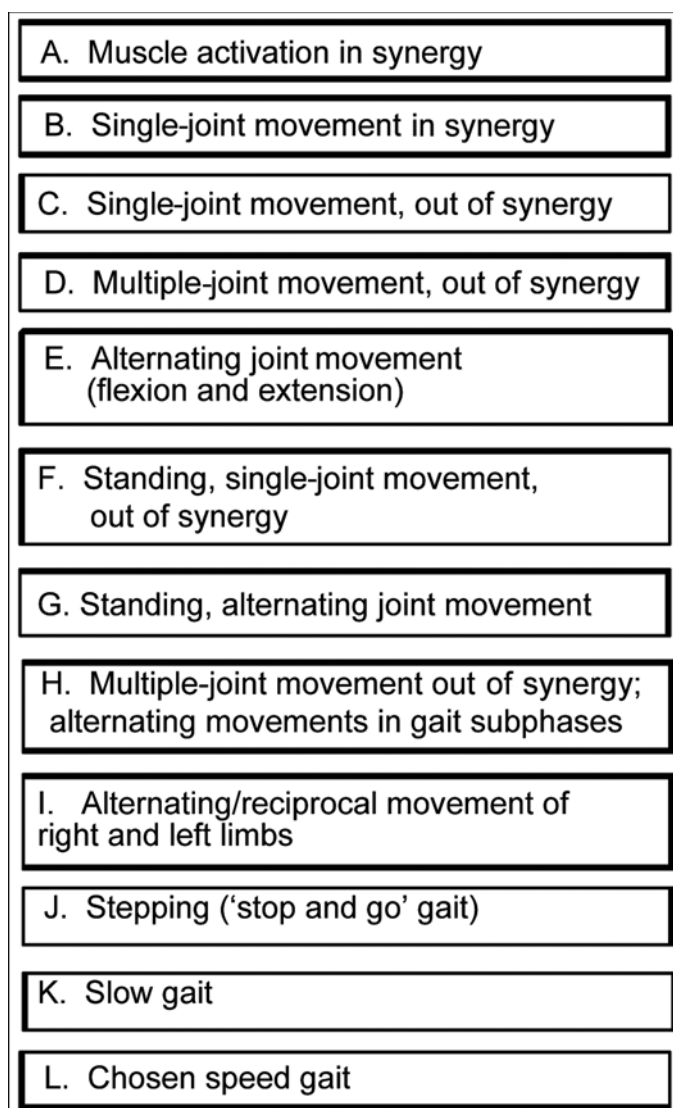 A. Muscle activation in synergy
B. Single-joint movement in synergy
C. Single-joint movement, out of synergy
D. Multiple-joint movement, out of synergy
E. Alternating joint movement
(flexion and extension)
F. Standing, single-joint movement,
out of synergy
G. Standing, alternating joint movement
H. Multiple-joint movement out of synergy;
alternating movements in gait subphases
I. Alternating/reciprocal movement of
right and left limbs
J. Stepping (‘stop and go’ gait)
K. Slow gait
L. Chosen speed gait